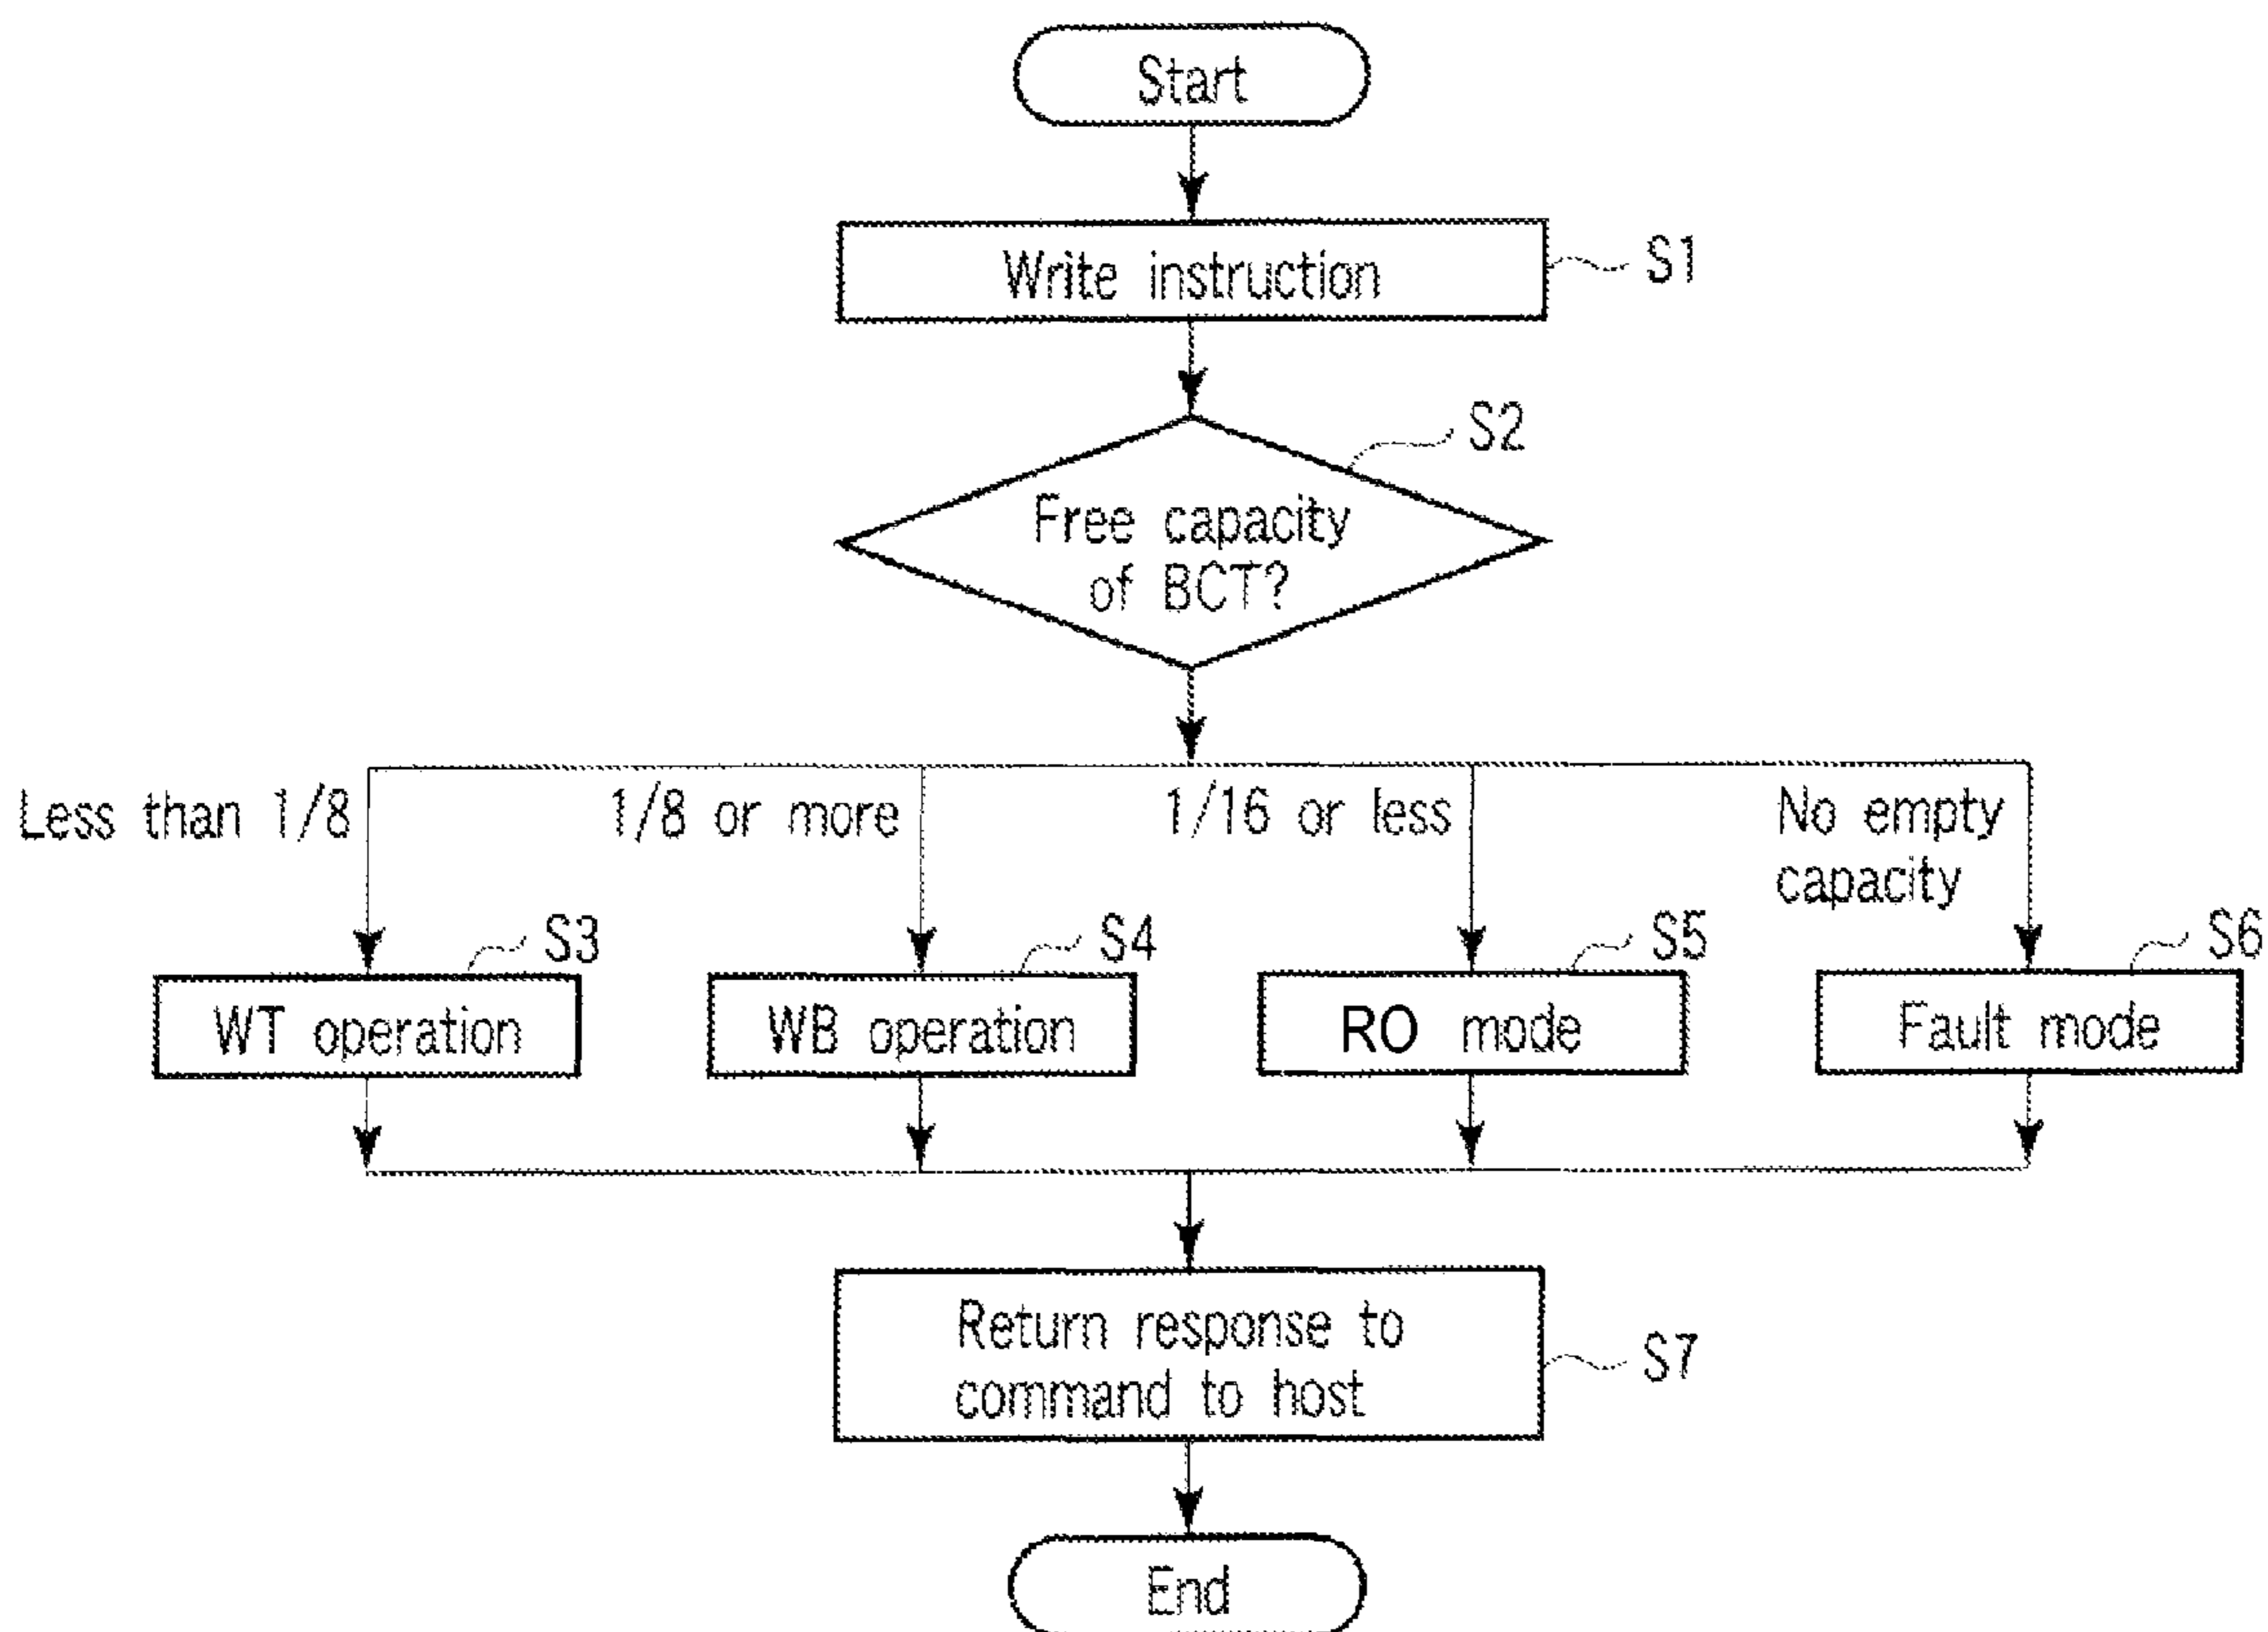 Start
Write instruction
S1
S2
Free capacity
of BCT?
Less than 1/8
1/8 or more
1/16 or less
No empty
capacity
S3
S4
S5
S6
WT operation
WB operation
RO mode
Fault mode
Return response to
command to host
S7
End